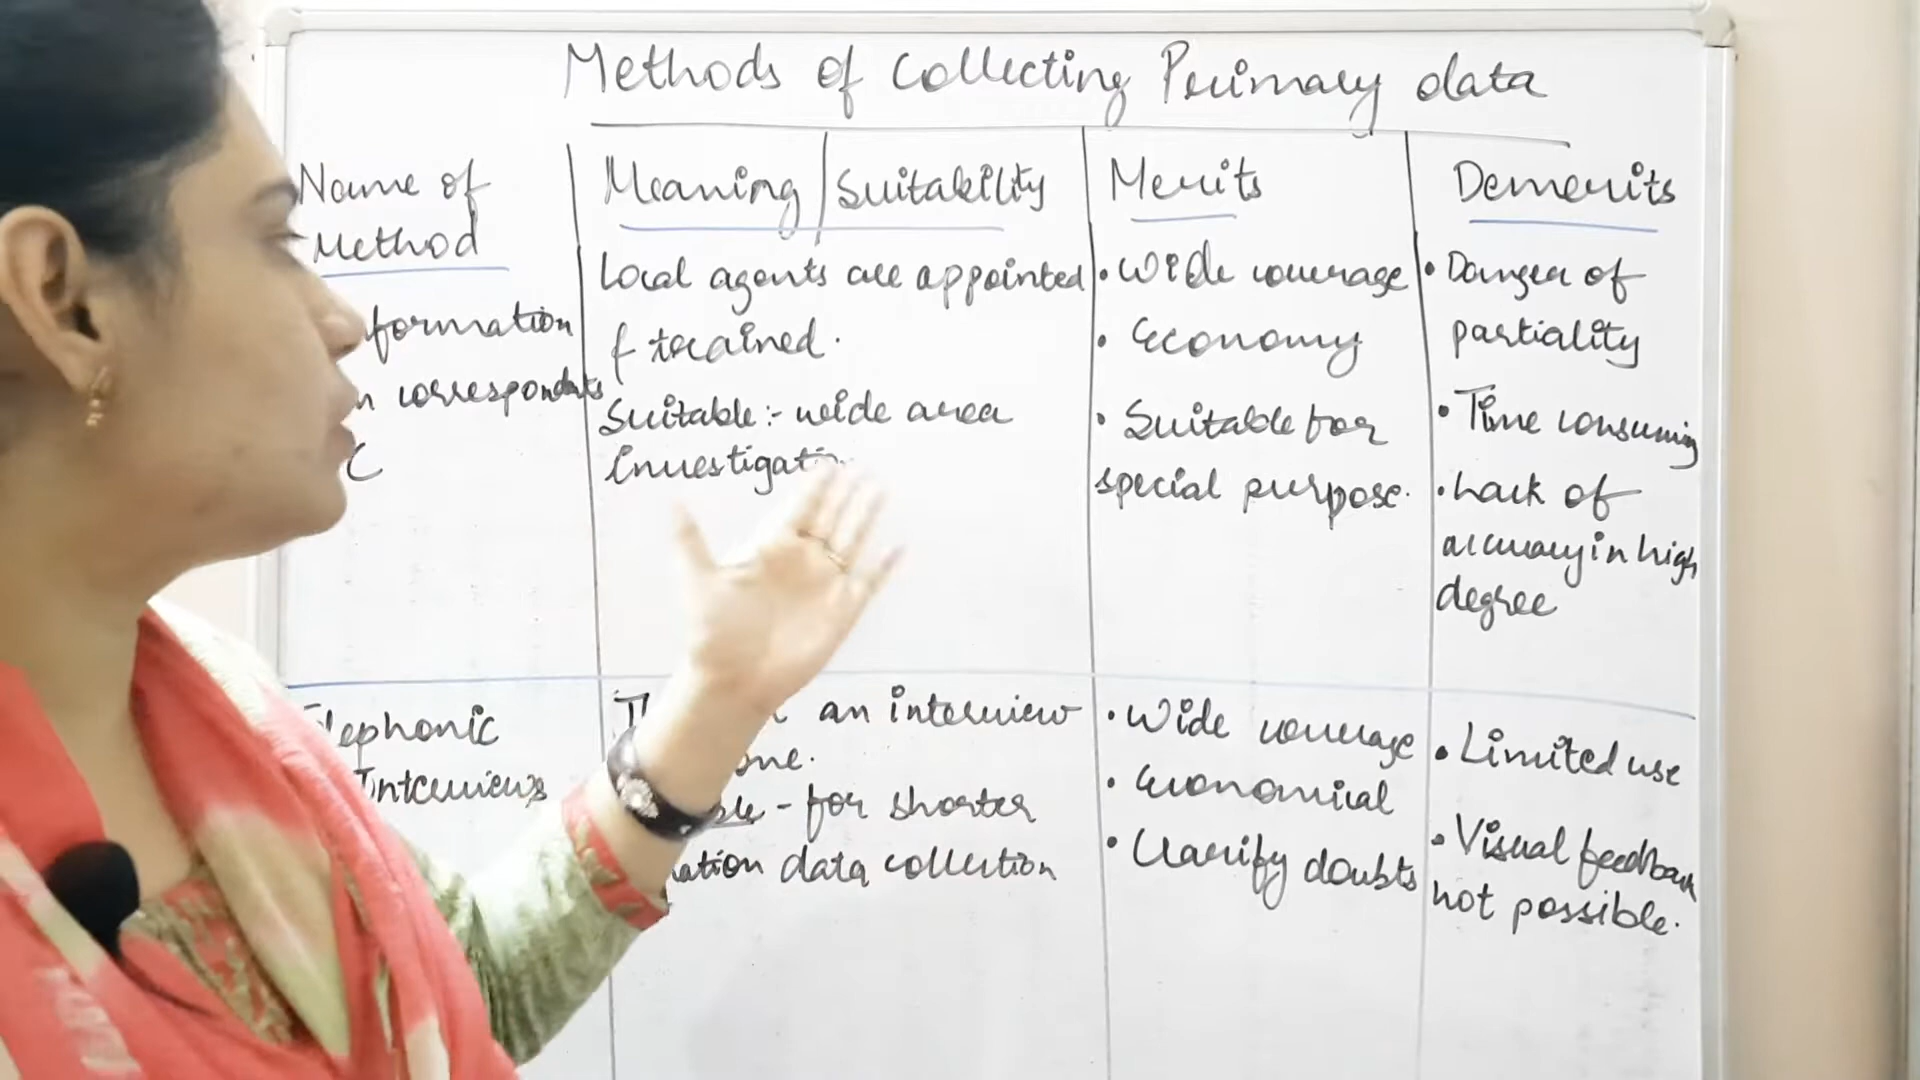 Methods of Collecting Primary data
Name of
Method
Meaning
Suitability
Merits
Demerits
formation
correspondents
Local agents are appointed
& trained.
Suitable:- wide area
• Wide coverage
• Economy
• Suitable for
special purpose.
• Danger of
partiality
• Time consuming
• Lack of
accuracy in high
degree
Interviews
an interview
- for shorter
data collection
• Wide coverage
• Economical
• Clarify doubts
• Limited use
• Visual feedback
not possible.